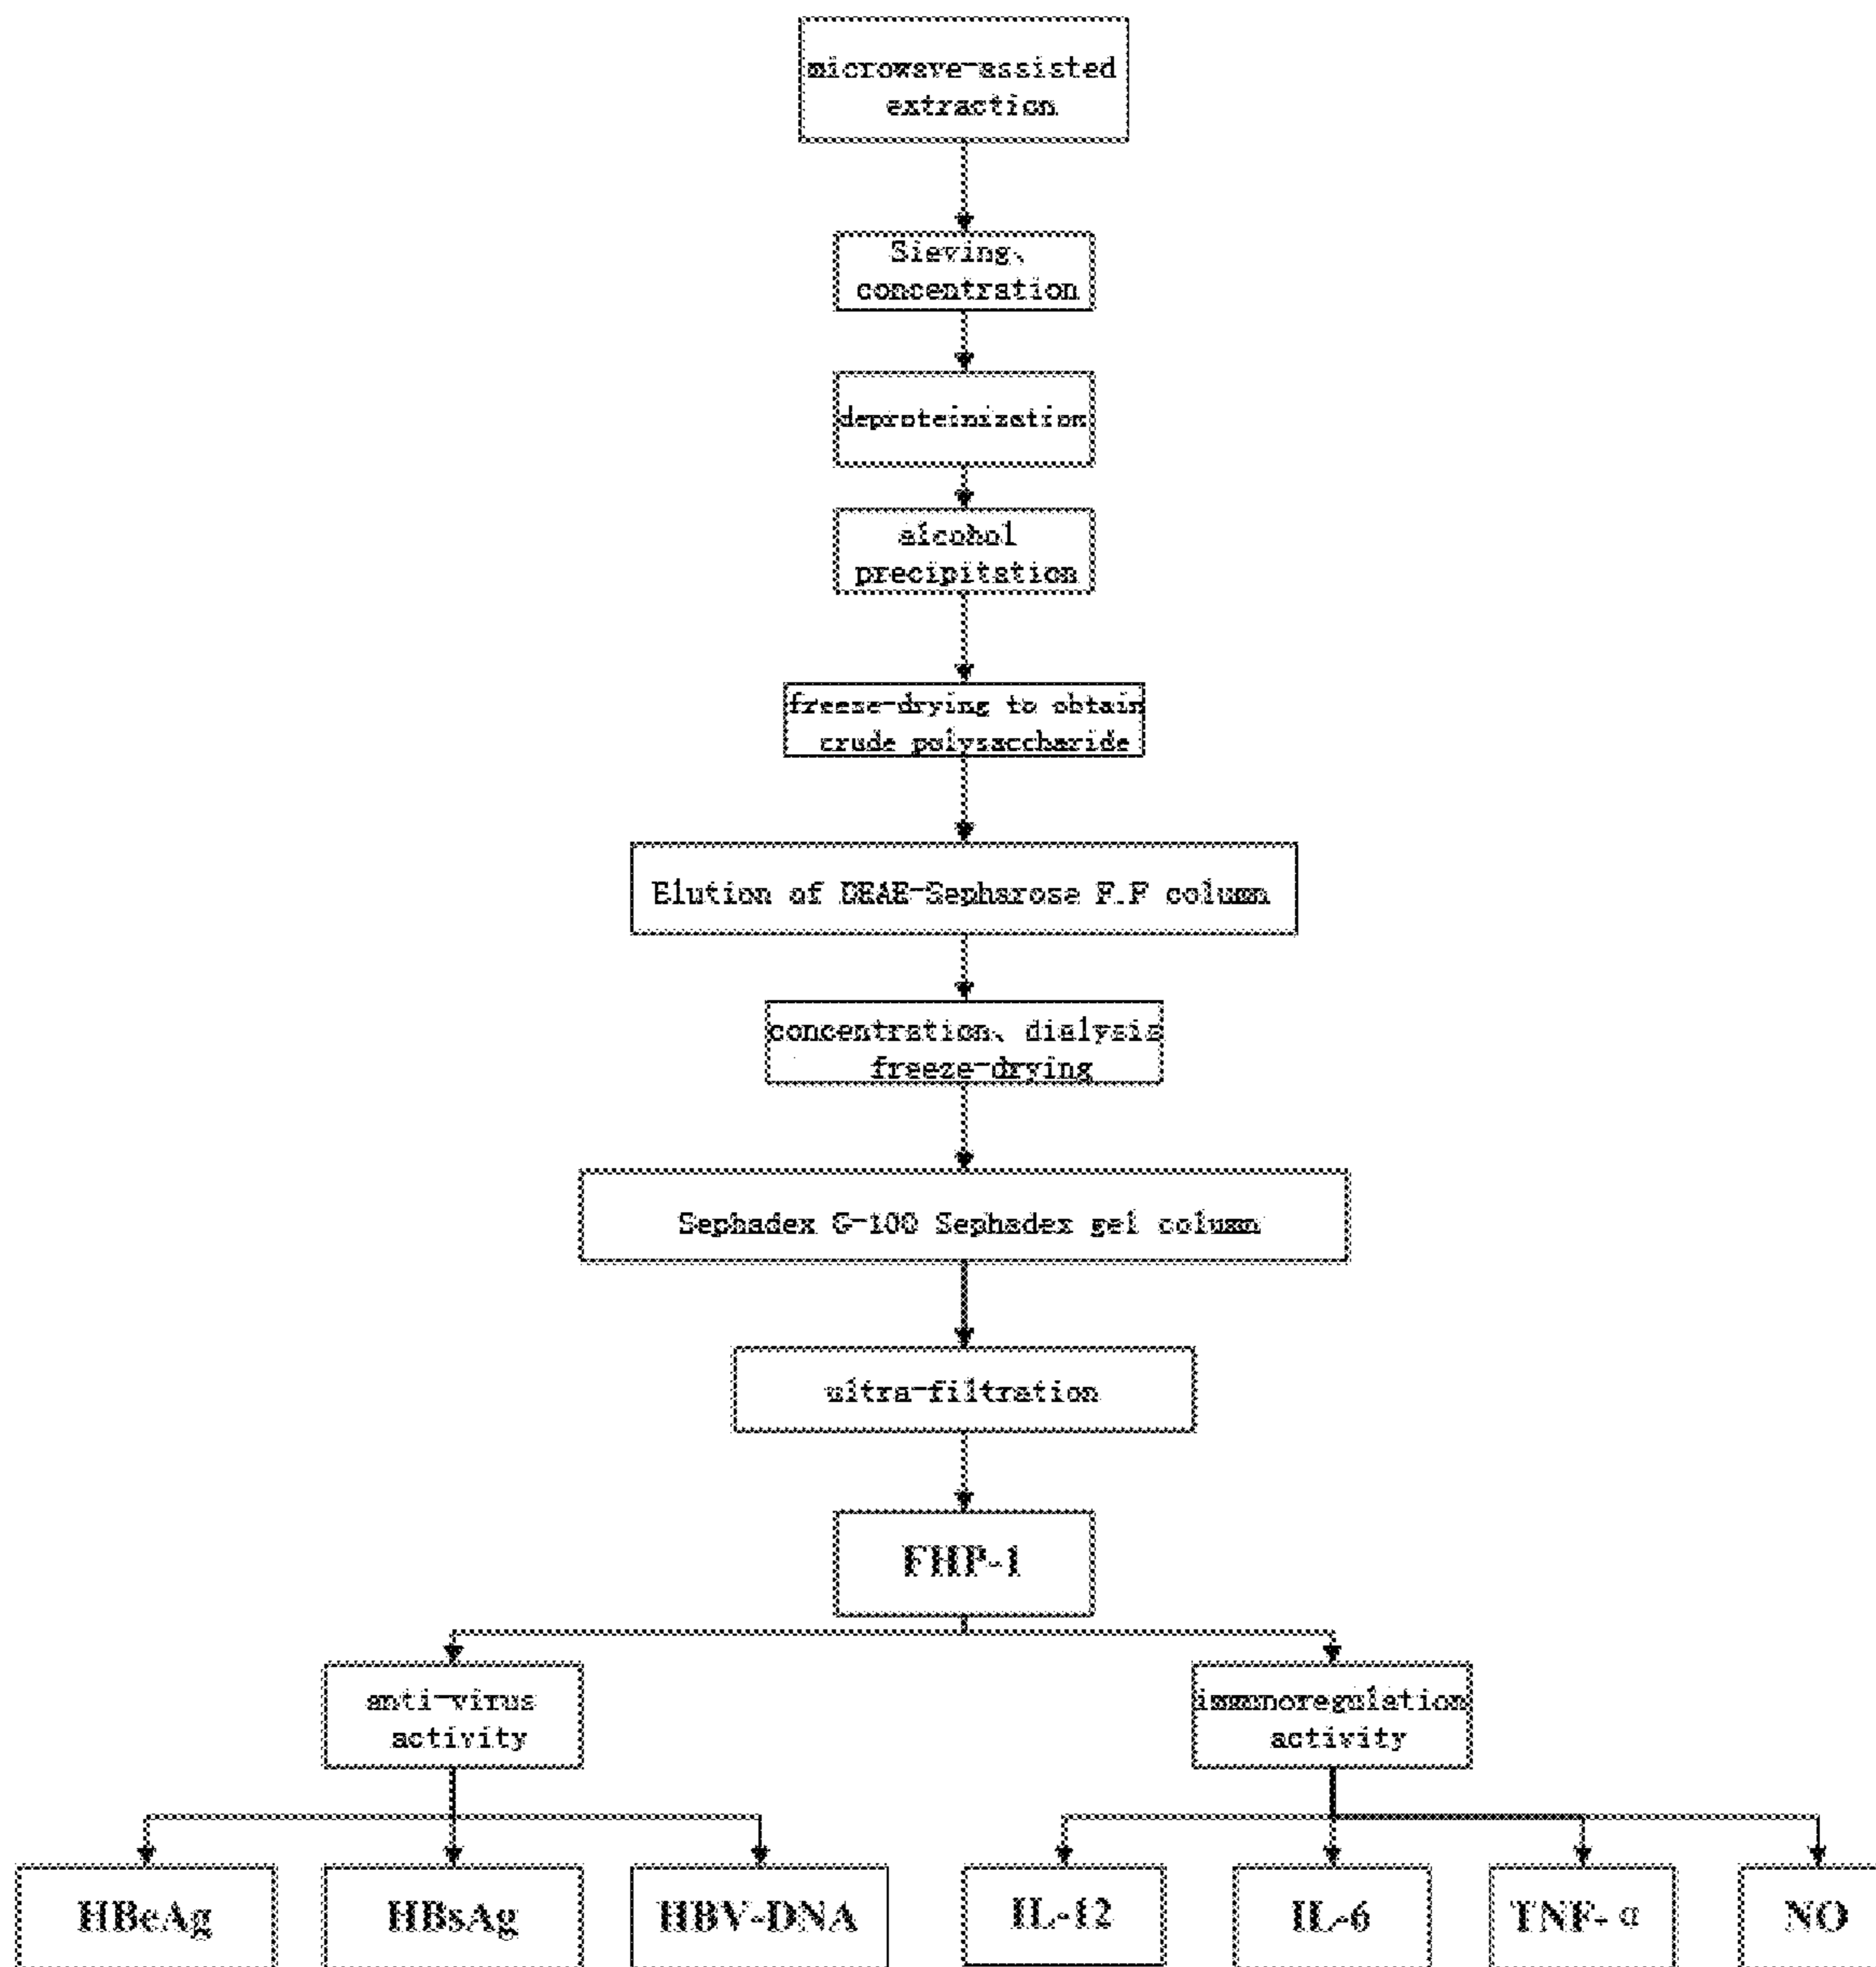 microwave-assisted
extraction
Sieving、
concentration
deproteinization
alcohol
precipitation
freeze-drying to obtain
crude polysaccharide
Elution of DEAE-Sepharose F.F column
concentration、dialysis
freeze-drying
Sephadex G-100 Sephadex gel column
ultra-filtration
FHP-1
anti-virus
activity
immunoregulation
activity
HBeAg
HBsAg
HBV-DNA
IL-12
IL-6
TNF-α
NO